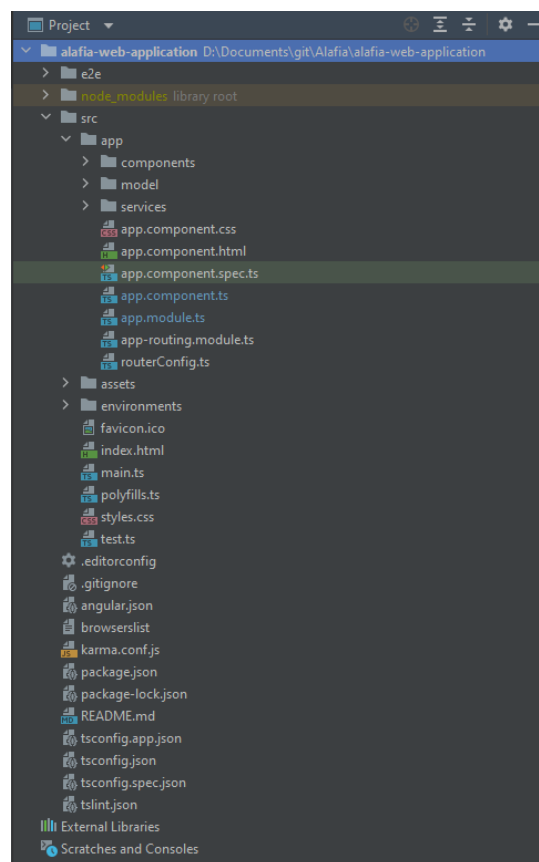 Project
alafia-web-application D:\Documents\git\Alafia\alafia-web-application
e2e
node_modules library root
src
app
components
model
services
app.component.css
app.component.html
app.component.spec.ts
app.component.ts
app.module.ts
app-routing.module.ts
routerConfig.ts
assets
environments
favicon.ico
index.html
main.ts
polyfills.ts
styles.css
test.ts
.editorconfig
.gitignore
angular.json
browserslist
karma.conf.js
package.json
package-lock.json
README.md
tsconfig.app.json
tsconfig.json
tsconfig.spec.json
tslint.json
External Libraries
Scratches and Consoles